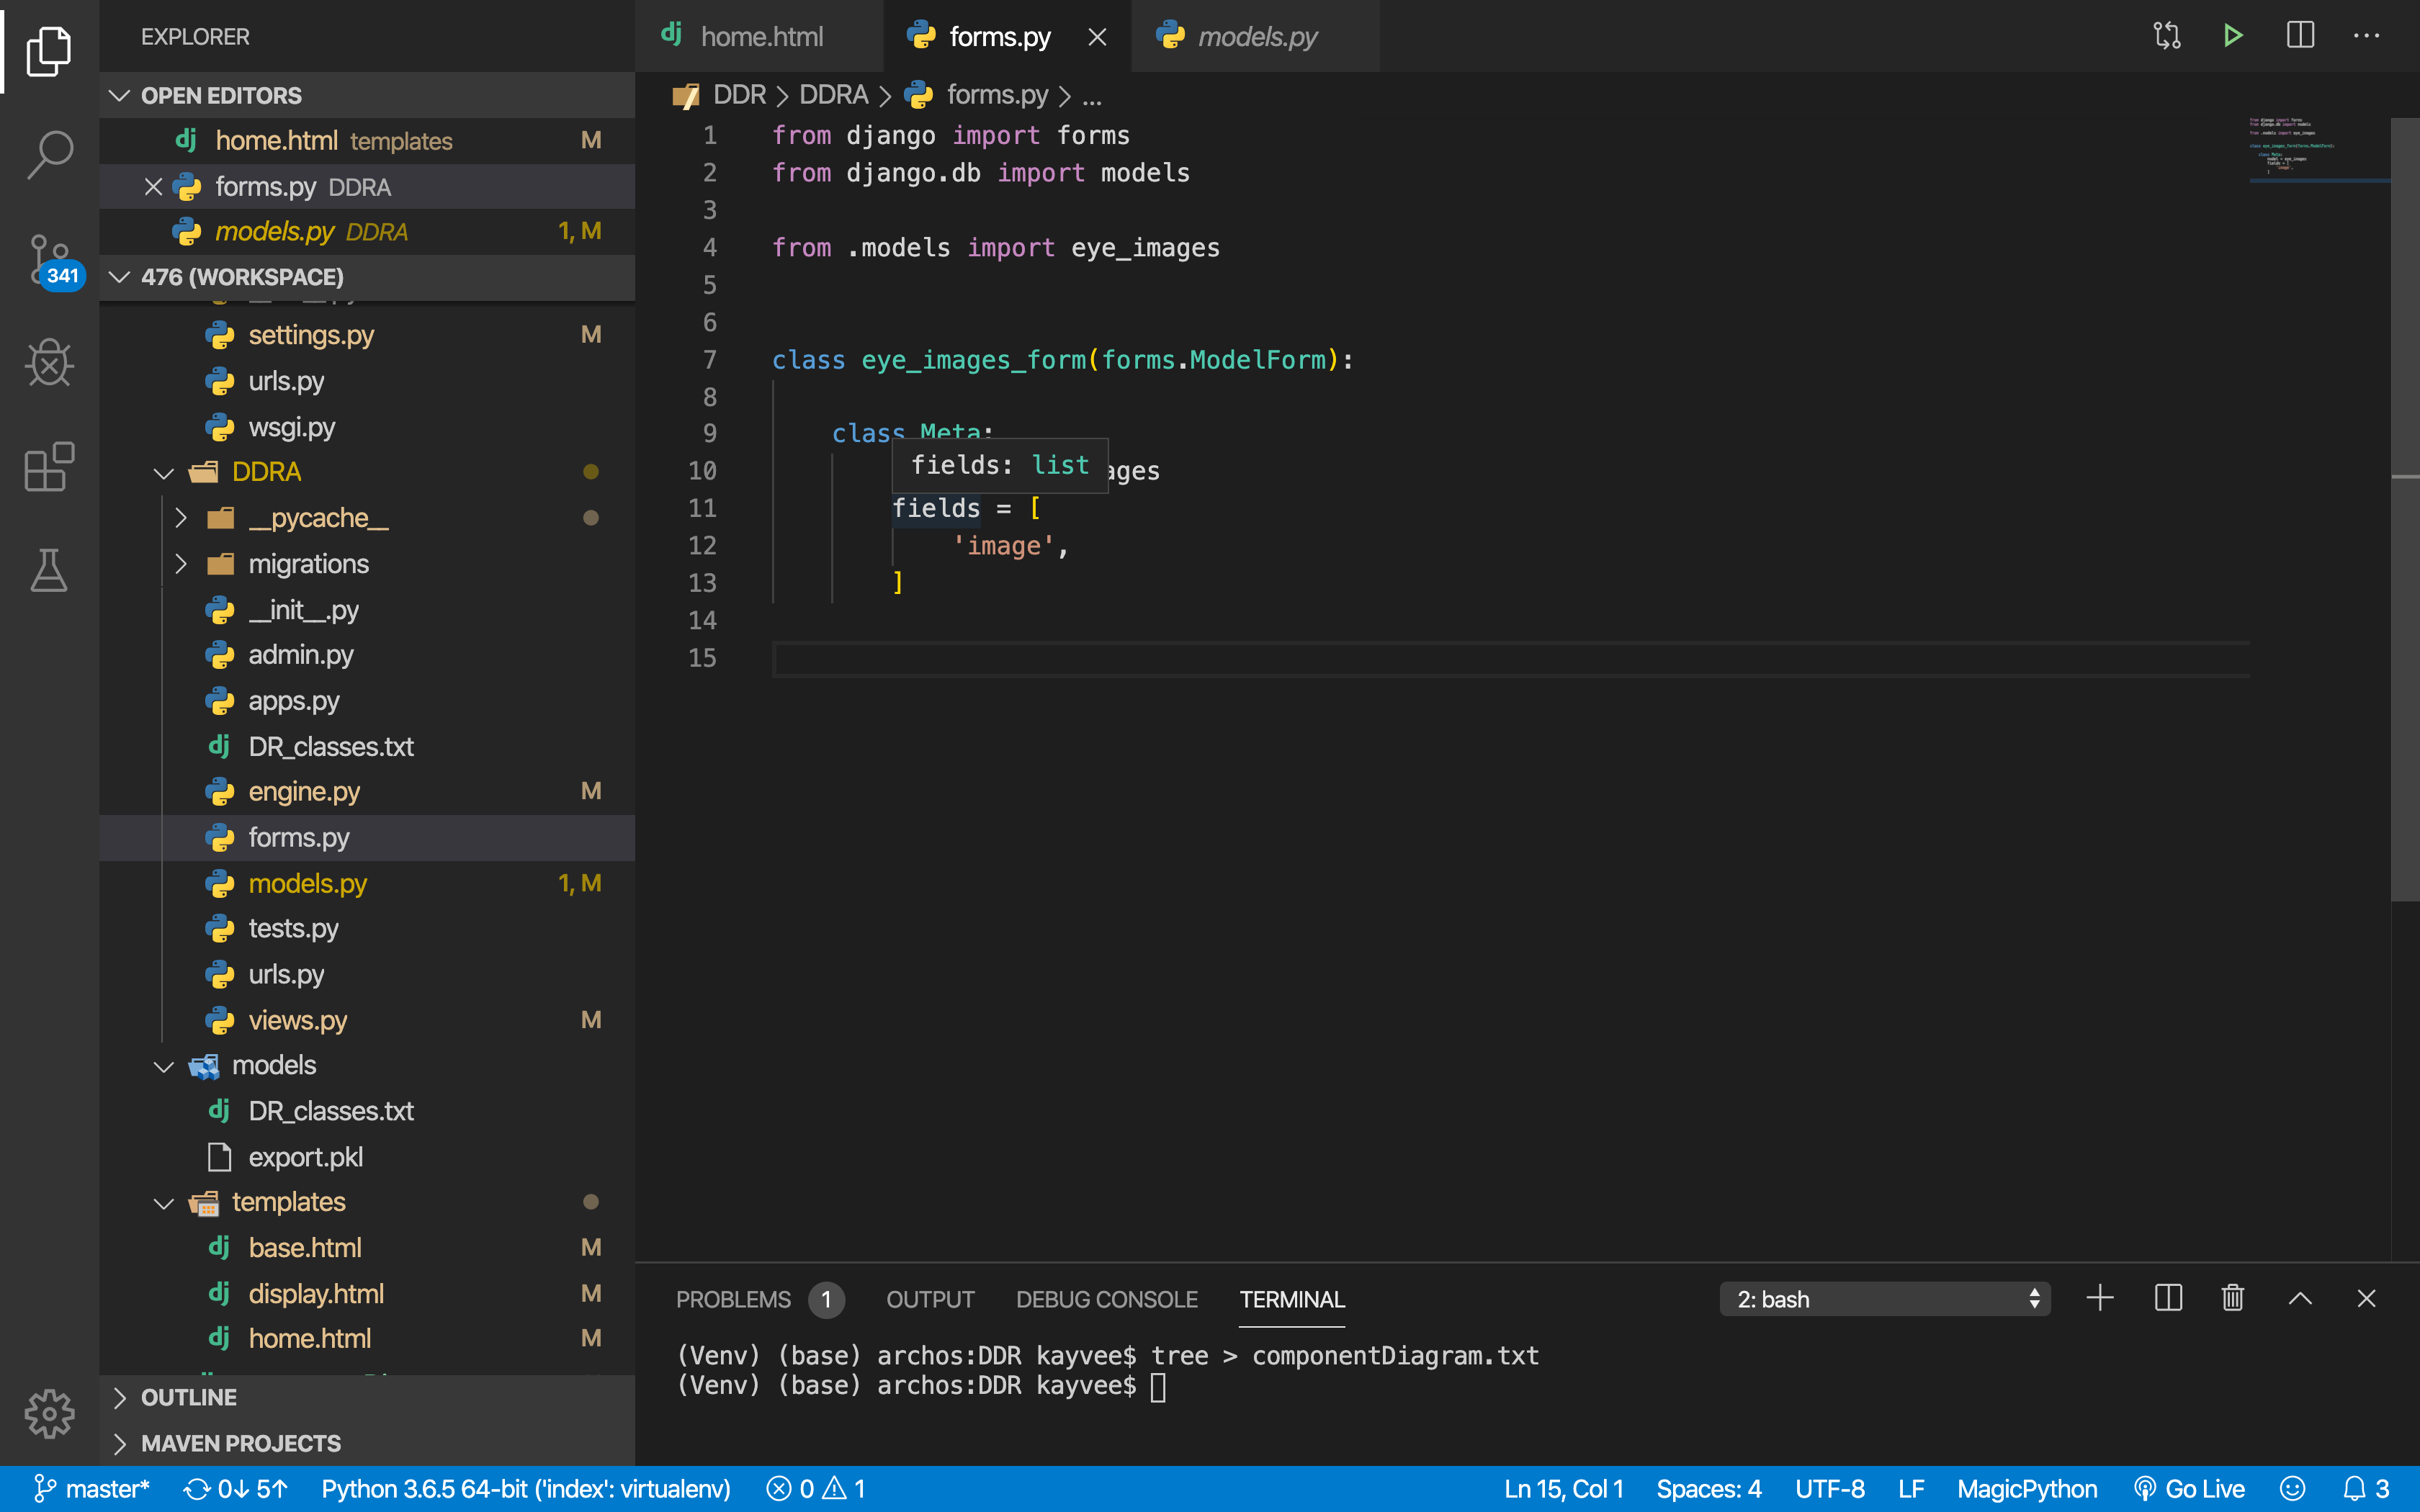 EXPLORER
OPEN EDITORS
home.html templates M
forms.py DDRA
models.py DDRA 1, M
476 (WORKSPACE)
settings.py M
urls.py
wsgi.py
DDRA
__pycache__
migrations
__init__.py
admin.py
apps.py
DR_classes.txt
engine.py M
forms.py
models.py 1, M
tests.py
urls.py
views.py M
models
DR_classes.txt
export.pkl
templates
base.html M
display.html M
home.html M
OUTLINE
MAVEN PROJECTS
341
home.html forms.py models.py
DDR > DDRA > forms.py > ...
1 from django import forms
2 from django.db import models
3
4 from .models import eye_images
5
6
7 class eye_images_form(forms.ModelForm):
8
9 class Meta:
fields: list
10 ages
11 fields = [
12 'image',
13 ]
14
15
PROBLEMS 1 OUTPUT DEBUG CONSOLE TERMINAL 2: bash
(Venv) (base) archos:DDR kayvee$ tree > componentDiagram.txt
(Venv) (base) archos:DDR kayvee$
master* 0↓ 5↑ Python 3.6.5 64-bit ('index': virtualenv) 0 1 Ln 15, Col 1 Spaces: 4 UTF-8 LF MagicPython Go Live 3